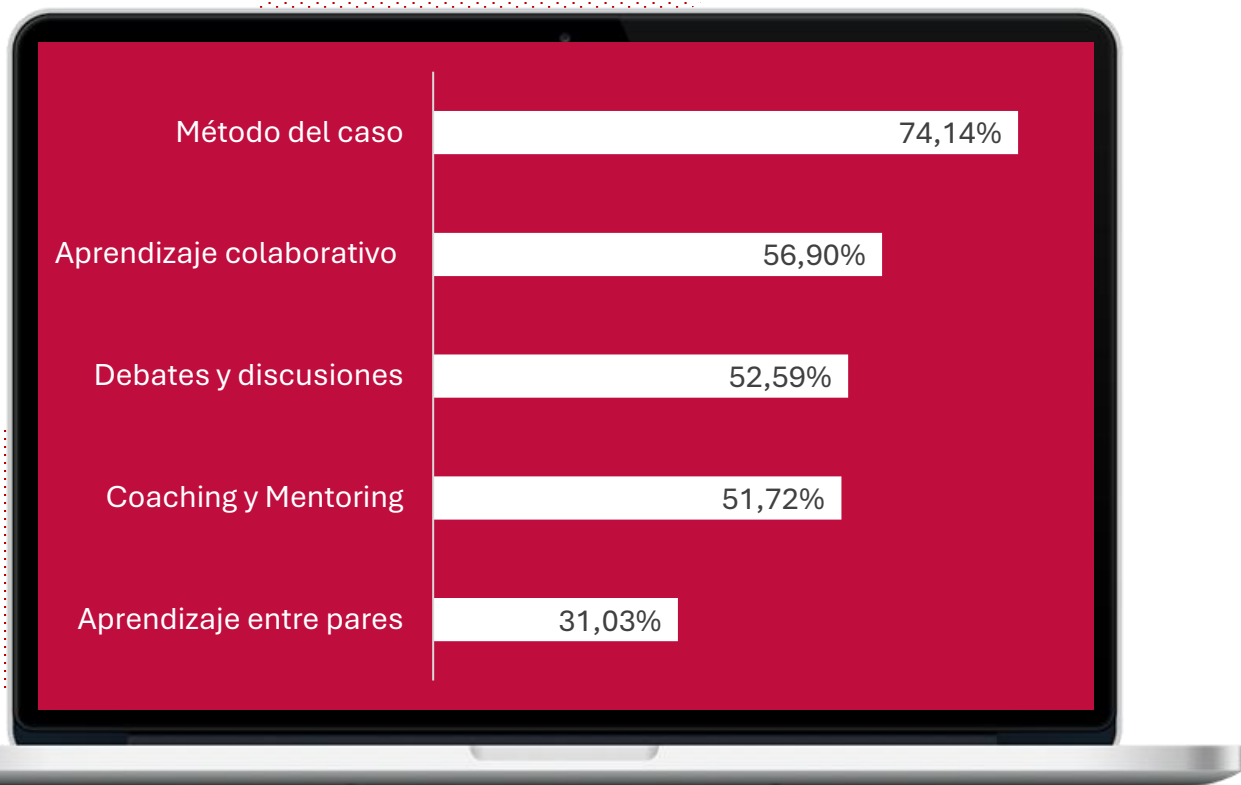 Método del caso
74,14%
Aprendizaje colaborativo
56,90%
Debates y discusiones
52,59%
Coaching y Mentoring
51,72%
Aprendizaje entre pares
31,03%